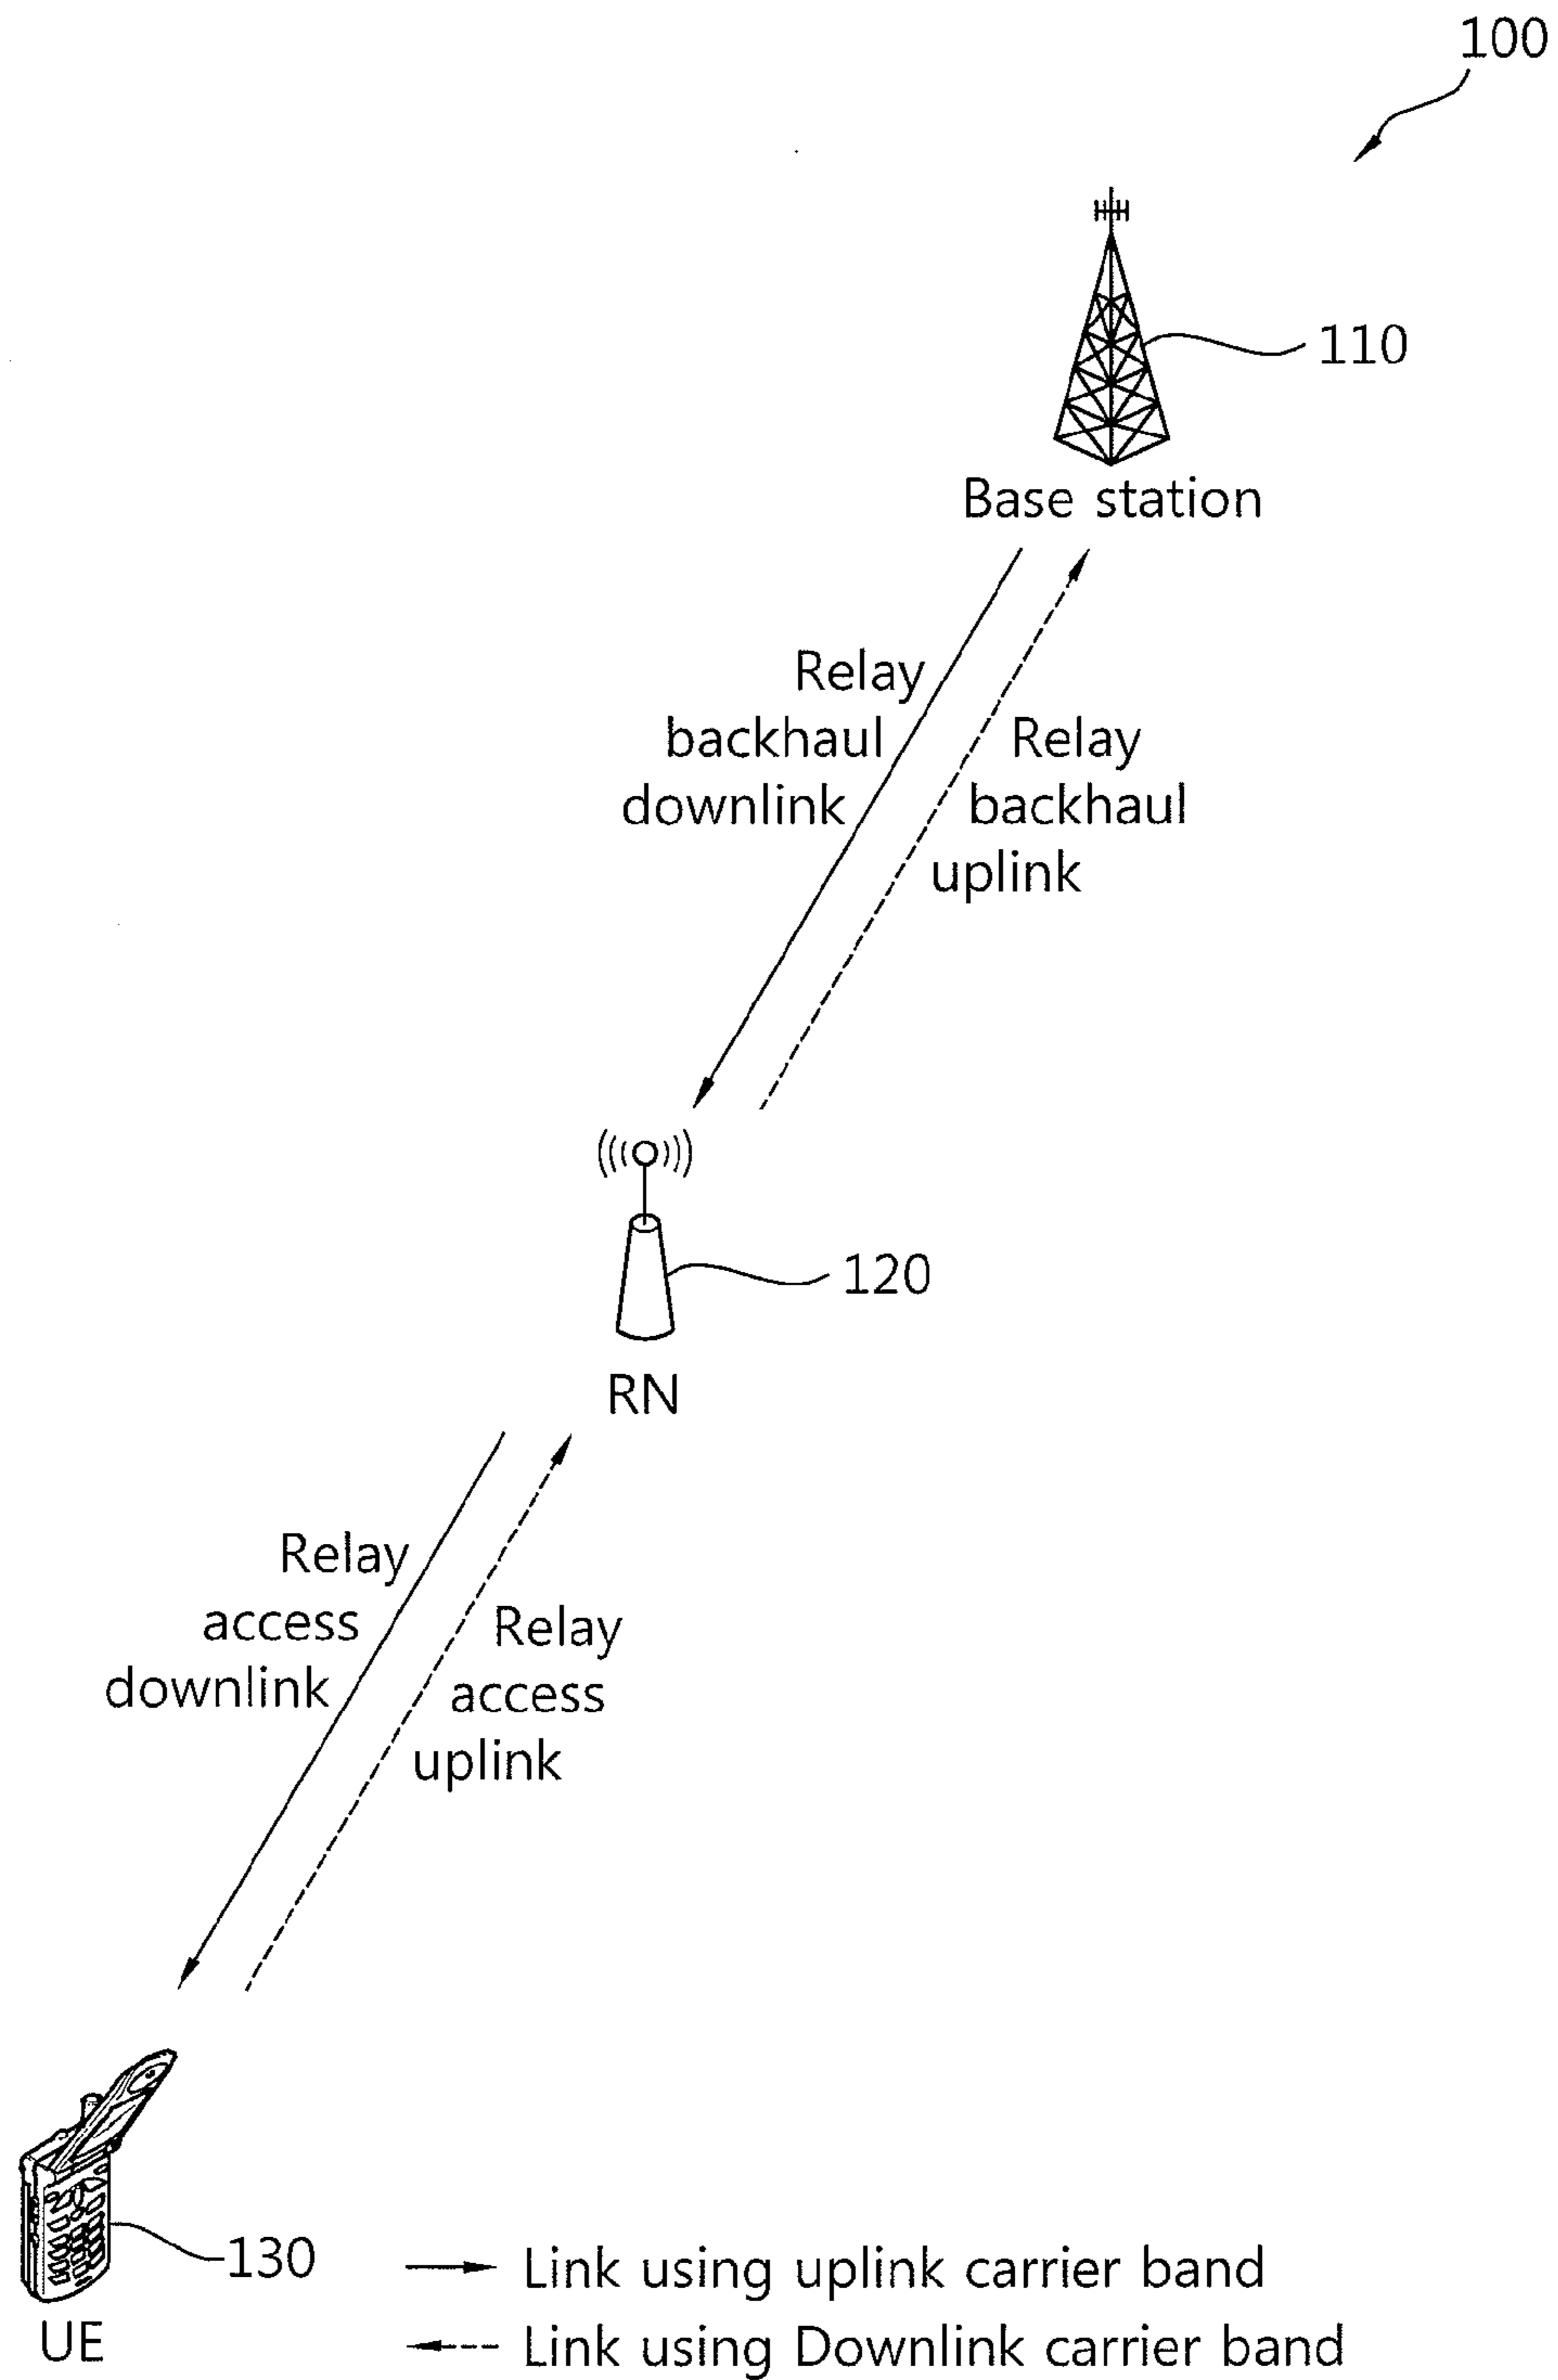 100
110
Base station
Relay
backhaul
downlink
Relay
backhaul
uplink
120
RN
Relay
access
downlink
Relay
access
uplink
130
UE
Link using uplink carrier band
Link using Downlink carrier band